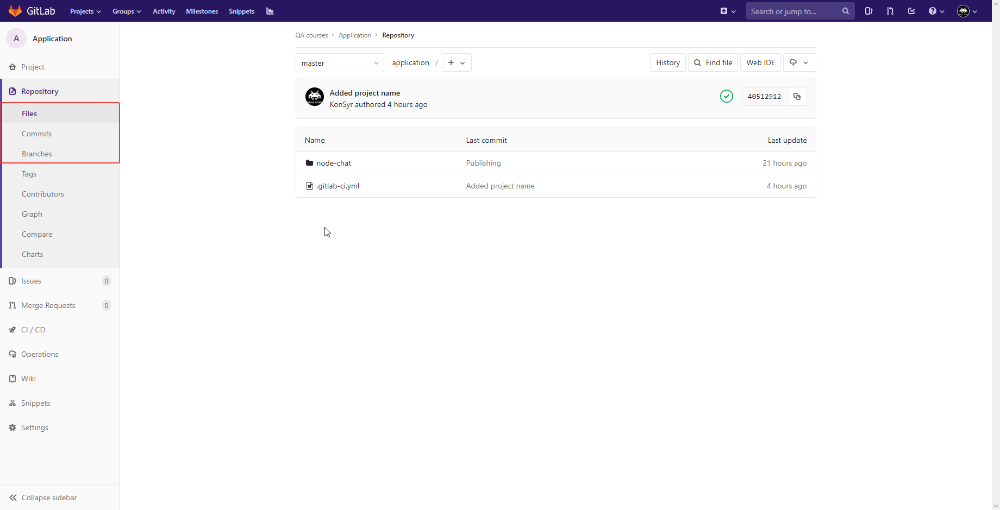 GitLab Projects Groups Activity Milestones Snippets Search or jump to...
A Application
Project
Repository
Files
Commits
Branches
Tags
Contributors
Graph
Compare
Charts
Issues 0
Merge Requests 0
CI / CD
Operations
Wiki
Snippets
Settings
Collapse sidebar
QA courses > Application > Repository
master application / + History Find file Web IDE
Added project name
KonSyr authored 4 hours ago
40512912
Name Last commit Last update
node-chat Publishing 21 hours ago
.gitlab-ci.yml Added project name 4 hours ago